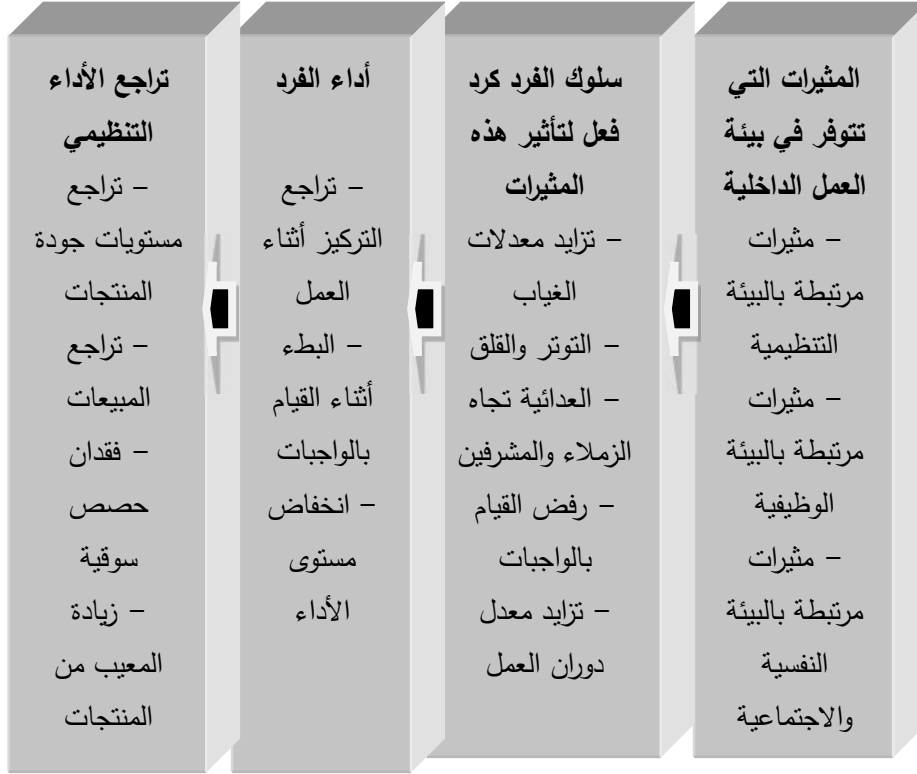 المثيرات التي
تتوفر في بيئة
العمل الداخلية
– مثيرات
مرتبطة بالبيئة
التنظيمية
– مثيرات
مرتبطة بالبيئة
الوظيفية
– مثيرات
مرتبطة بالبيئة
النفسية
والاجتماعية
سلوك الفرد كرد
فعل لتأثير هذه
المثيرات
– تزايد معدلات
الغياب
– التوتر والقلق
– العدائية تجاه
الزملاء والمشرفين
– رفض القيام
بالواجبات
– تزايد معدل
دوران العمل
أداء الفرد
– تراجع
التركيز أثناء
العمل
– البطء
أثناء القيام
بالواجبات
– انخفاض
مستوى
الأداء
تراجع الأداء
التنظيمي
– تراجع
مستويات جودة
المنتجات
– تراجع
المبيعات
– فقدان
حصص
سوقية
– زيادة
المعيب من
المنتجات